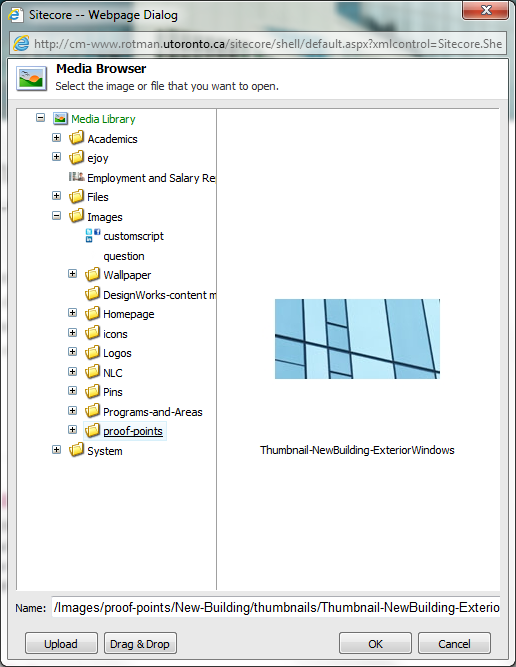 Sitecore -- Webpage Dialog
http://cm-www.rotman.utoronto.ca/sitecore/shell/default.aspx?xmlcontrol=Sitecore.She
Media Browser
Select the image or file that you want to open.
Media Library
Academics
ejoy
Employment and Salary Re
Files
Images
customscript
question
Wallpaper
DesignWorks-content m
Homepage
icons
Logos
NLC
Pins
Programs-and-Areas
proof-points
System
Thumbnail-NewBuilding-ExteriorWindows
Name: /Images/proof-points/New-Building/thumbnails/Thumbnail-NewBuilding-Exterio
Upload Drag & Drop OK Cancel